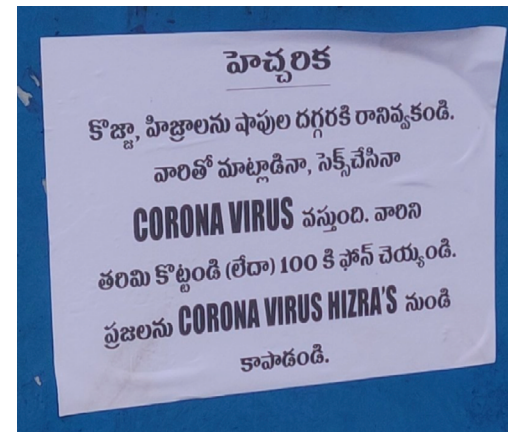 హెచ్చరిక
కొజ్జా, హిజ్రాలను షాపుల దగ్గరకి రానివ్వకండి.
వారితో మాట్లాడినా, సెక్స్‌చేసినా
CORONA VIRUS వస్తుంది. వారిని
తరిమి కొట్టండి (లేదా) 100 కి ఫోన్ చెయ్యండి.
ప్రజలను CORONA VIRUS HIZRA'S నుండి
కాపాడండి.